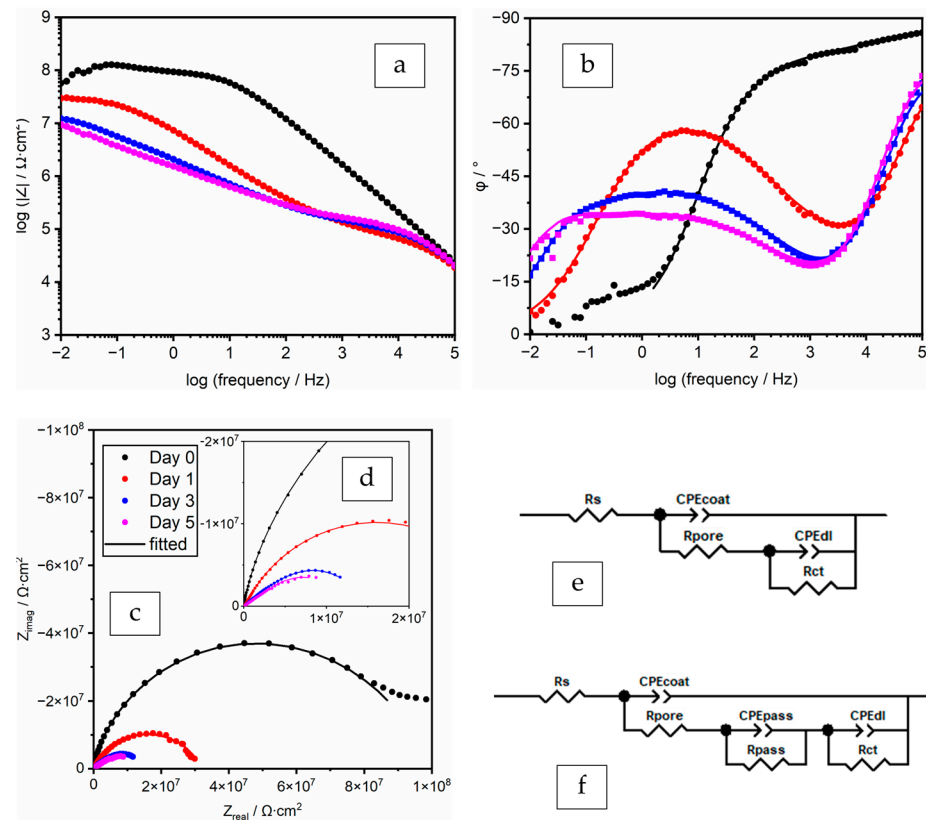 9
8
7
6
5
4
3
log (|Z| / Ω·cm²)
a
−2 −1 0 1 2 3 4 5
log (frequency / Hz)
−90
−75
−60
−45
−30
−15
0
φ / °
b
−2 −1 0 1 2 3 4 5
log (frequency / Hz)
−1×10⁸
−8×10⁷
−6×10⁷
−4×10⁷
−2×10⁷
−0
Z_imag / Ω·cm²
Day 0
Day 1
Day 3
Day 5
fitted
c
0 2×10⁷ 4×10⁷ 6×10⁷ 8×10⁷ 1×10⁸
Z_real / Ω·cm²
−2×10⁷
−1×10⁷
0
d
0 1×10⁷ 2×10⁷
Rs
CPEcoat
Rpore
CPEdl
Rct
e
Rs
CPEcoat
Rpore
CPEpass
CPEdl
Rpass
Rct
f